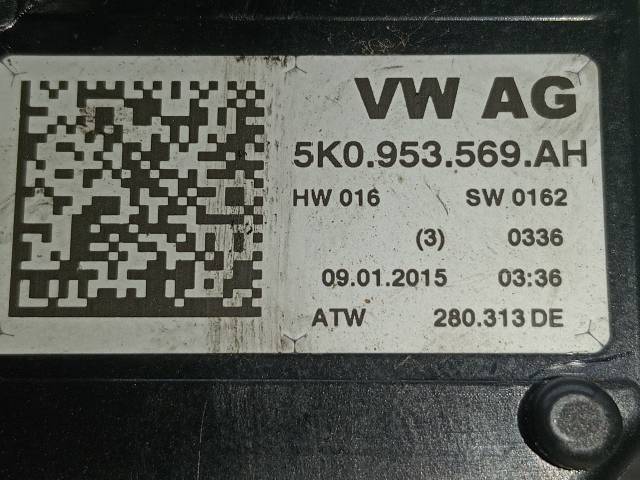 VW AG
5K0.953.569.AH
HW 016 SW 0162
(3) 0336
09.01.2015 03:36
ATW 280.313 DE